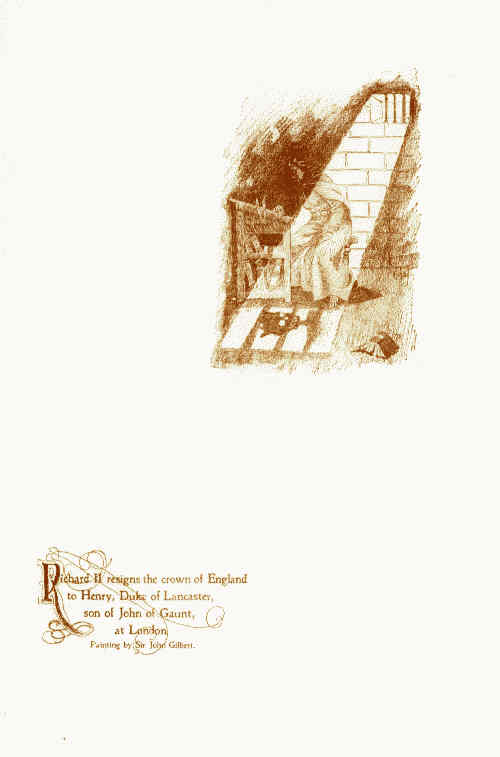 Richard II resigns the crown of England
to Henry, Duke of Lancaster,
son of John of Gaunt,
at London
Painting by Sir John Gilbert.